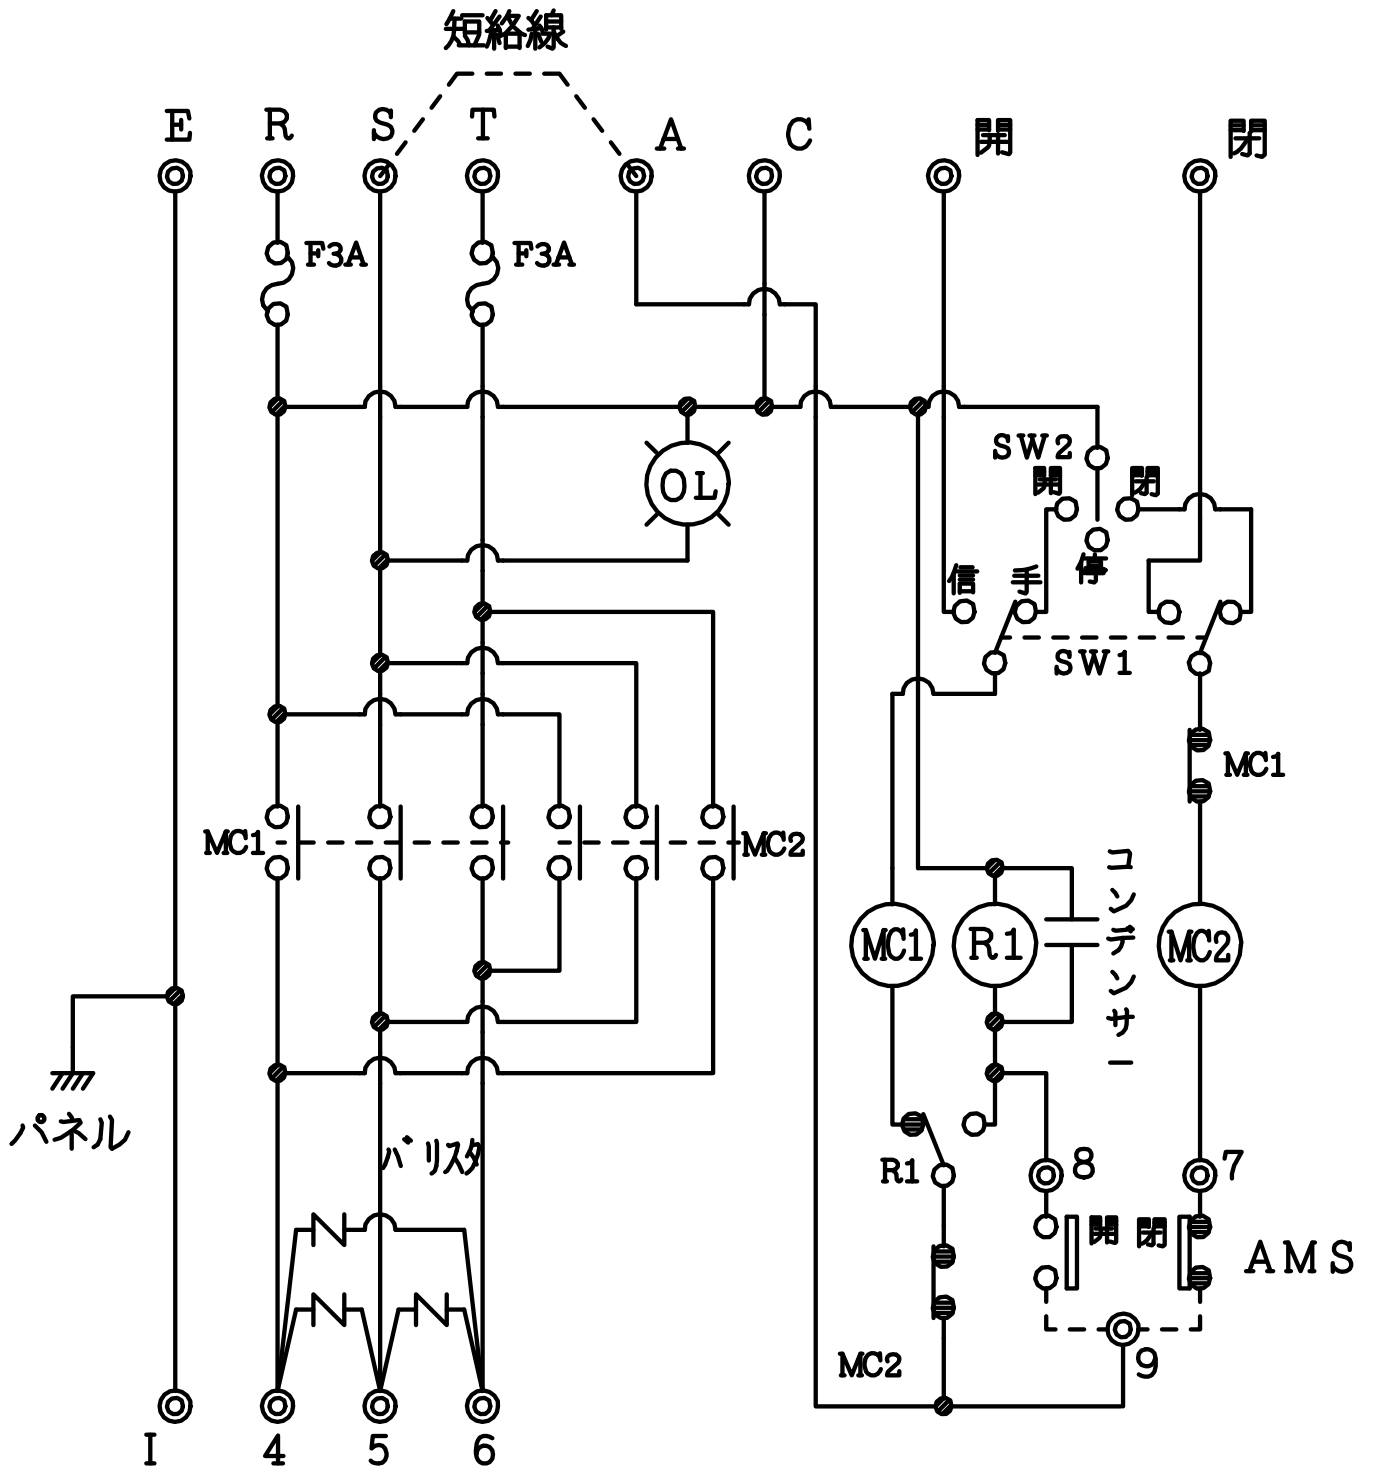 短絡線
E R S T A C 開 閉
F3A F3A
SW2
開 閉
OL
停
信 手
SW1
MC1
MC1 MC2
コンデンサー
MC1 R1 MC2
パネル
バリスタ
R1 8 7
開 閉 AMS
MC2 9
I 4 5 6